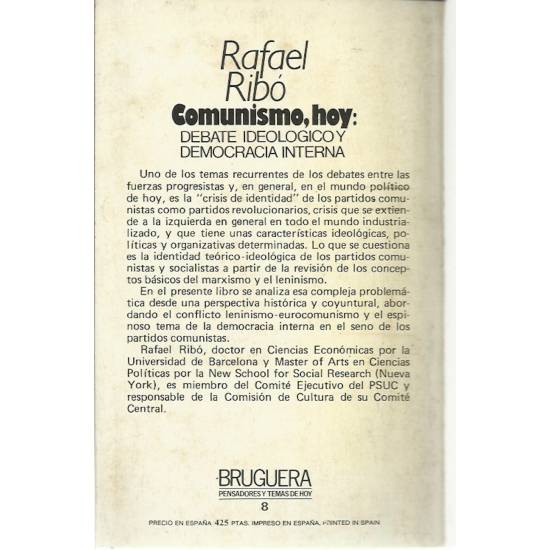 Rafael
Ribó
Comunismo, hoy:
DEBATE IDEOLOGICO Y
DEMOCRACIA INTERNA
Uno de los temas recurrentes de los debates entre las
fuerzas progresistas y, en general, en el mundo político
de hoy, es la "crisis de identidad" de los partidos comu-
nistas como partidos revolucionarios, crisis que se extien-
de a la izquierda en general en todo el mundo industria-
lizado, y que tiene unas características ideológicas, po-
líticas y organizativas determinadas. Lo que se cuestiona
es la identidad teórico-ideológica de los partidos comu-
nistas y socialistas a partir de la revisión de los concep-
tos básicos del marxismo y el leninismo.
En el presente libro se analiza esa compleja problemá-
tica desde una perspectiva histórica y coyuntural, abor-
dando el conflicto leninismo-eurocomunismo y el espi-
noso tema de la democracia interna en el seno de los
partidos comunistas.
Rafael Ribó, doctor en Ciencias Económicas por la
Universidad de Barcelona y Master of Arts en Ciencias
Políticas por la New School for Social Research (Nueva
York), es miembro del Comité Ejecutivo del PSUC y
responsable de la Comisión de Cultura de su Comité
Central.
BRUGUERA
PENSADORES Y TEMAS DE HOY
8
PRECIO EN ESPAÑA 425 PTAS. IMPRESO EN ESPAÑA, PRINTED IN SPAIN